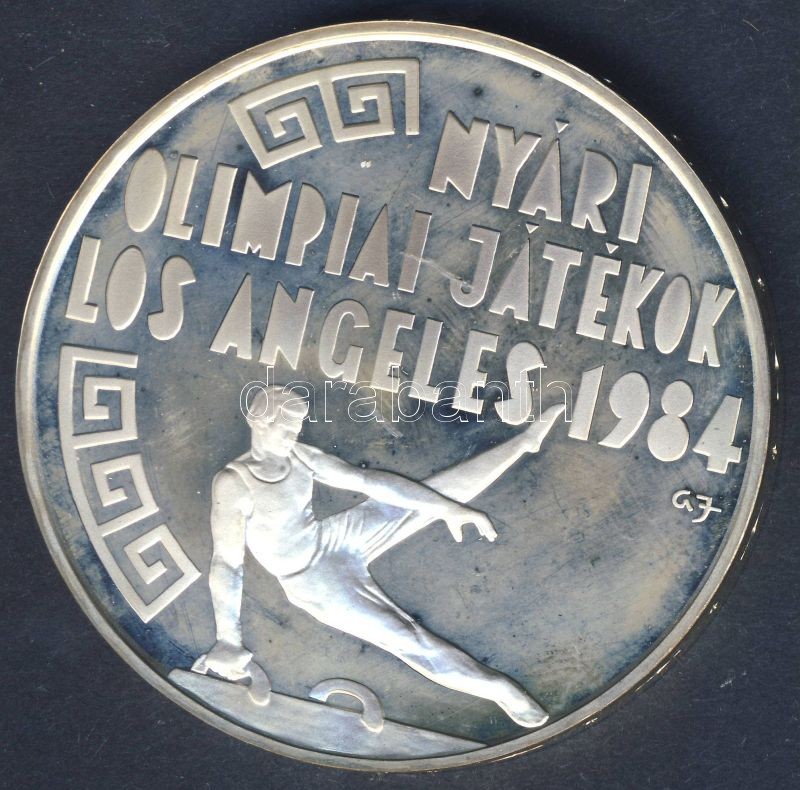 NYÁRI
OLIMPIAI JÁTÉKOK
LOS ANGELES 1984
darabanth
GJ